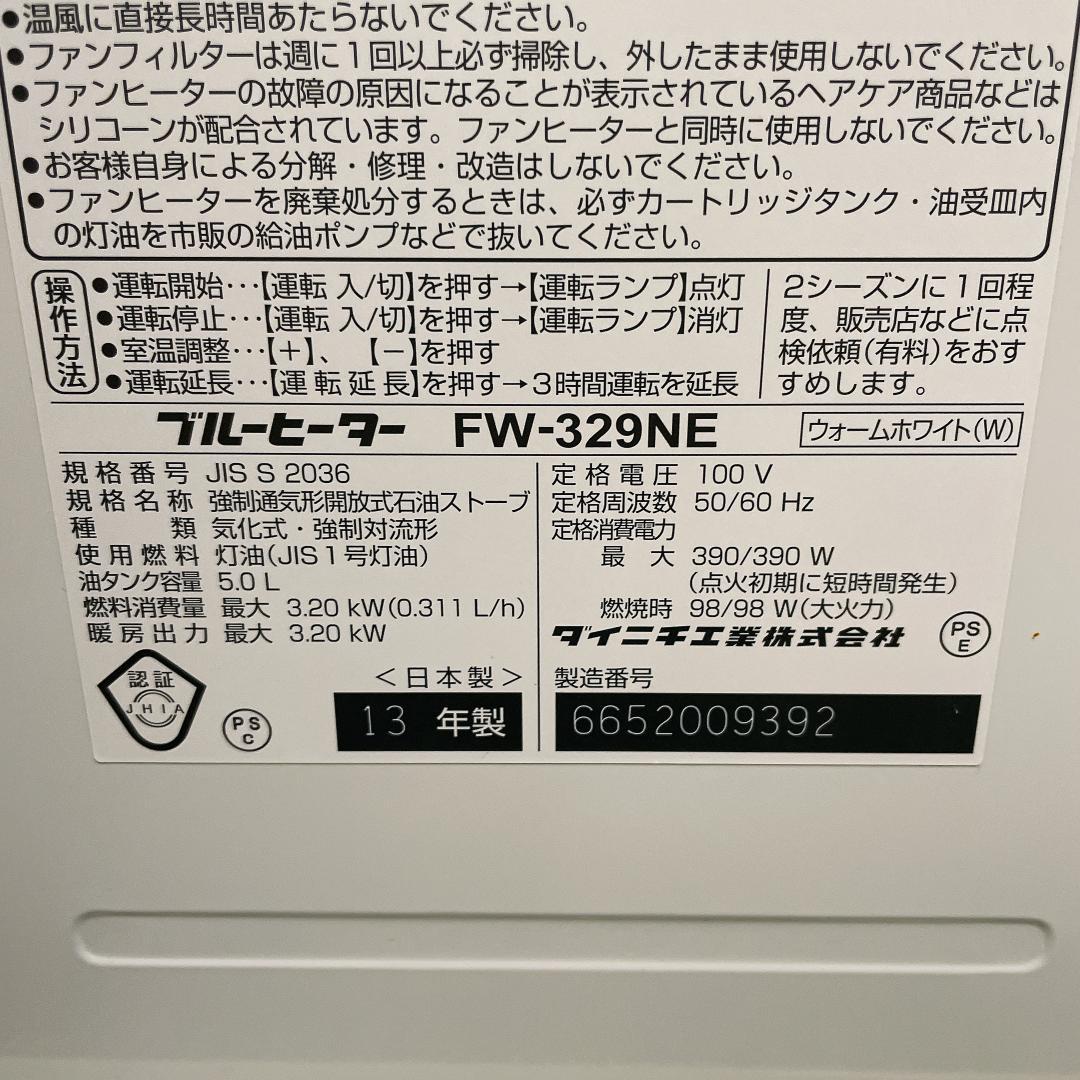 ●温風に直接長時間あたらないでください。
●ファンフィルターは週に1回以上必ず掃除し、外したまま使用しないでください。
●ファンヒーターの故障の原因になることが表示されているヘアケア商品などは
シリコーンが配合されています。ファンヒーターと同時に使用しないでください。
●お客様自身による分解・修理・改造はしないでください。
●ファンヒーターを廃棄処分するときは、必ずカートリッジタンク・油受皿内
の灯油を市販の給油ポンプなどで抜いてください。
操作方法
●運転開始…【運転 入/切】を押す→【運転ランプ】点灯
●運転停止…【運転 入/切】を押す→【運転ランプ】消灯
●室温調整…【+】、【-】を押す
●運転延長…【運転延長】を押す→3時間運転を延長
2シーズンに1回程
度、販売店などに点
検依頼(有料)をおす
すめします。
ブルーヒーター FW-329NE ウォームホワイト(W)
規格番号 JIS S 2036
規格名称 強制通気形開放式石油ストーブ
種類 気化式・強制対流形
使用燃料 灯油(JIS1号灯油)
油タンク容量 5.0 L
燃料消費量 最大 3.20 kW(0.311 L/h)
暖房出力 最大 3.20 kW
定格電圧 100 V
定格周波数 50/60 Hz
定格消費電力
最大 390/390 W
(点火初期に短時間発生)
燃焼時 98/98 W(大火力)
ダイニチ工業株式会社
PS
E
認証
JHIA
PS
C
<日本製>
13 年製
製造番号
6652009392